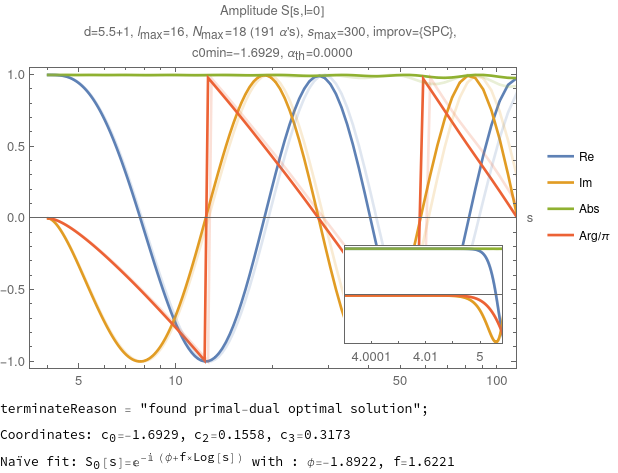 Amplitude S[s,l=0]
d=5.5+1, lmax=16, Nmax=18 (191 α's), smax=300, improv={SPC},
c0min=-1.6929, αth=0.0000
1.0
0.5
0.0
-0.5
-1.0
5
10
50
100
s
4.0001
4.01
5
Re
Im
Abs
Arg/π
terminateReason = "found primal-dual optimal solution";
Coordinates: c0=-1.6929, c2=0.1558, c3=0.3173
Naïve fit: S0[s]=e^-i (ϕ+f×Log[s]) with : ϕ=-1.8922, f=1.6221